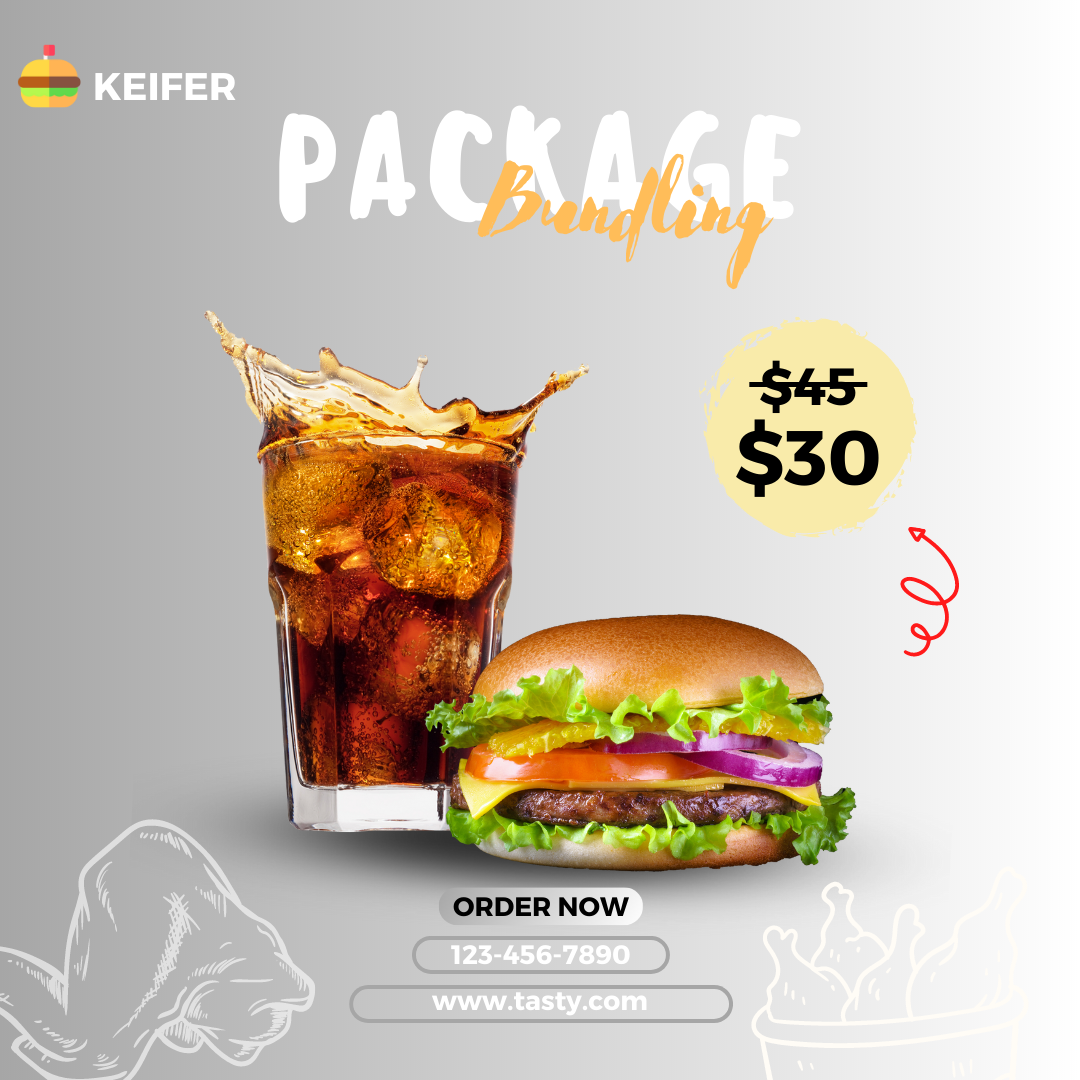 KEIFER
PACKAGE
Bundling
$45
$30
ORDER NOW
123-456-7890
www.tasty.com